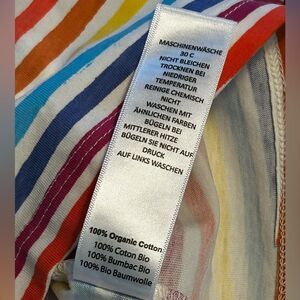 MASCHINENWÄSCHE
30 C
NICHT BLEICHEN
TROCKNEN BEI
NIEDRIGER
TEMPERATUR
REINIGE CHEMISCH
NICHT
WASCHEN MIT
ÄHNLICHEN FARBEN
BÜGELN BEI
MITTLERER HITZE
BÜGELN SIE NICHT AUF
DRUCK
AUF LINKS WASCHEN
100% Organic Cotton
100% Coton Bio
100% Bumbac Bio
100% Bio Baumwolle